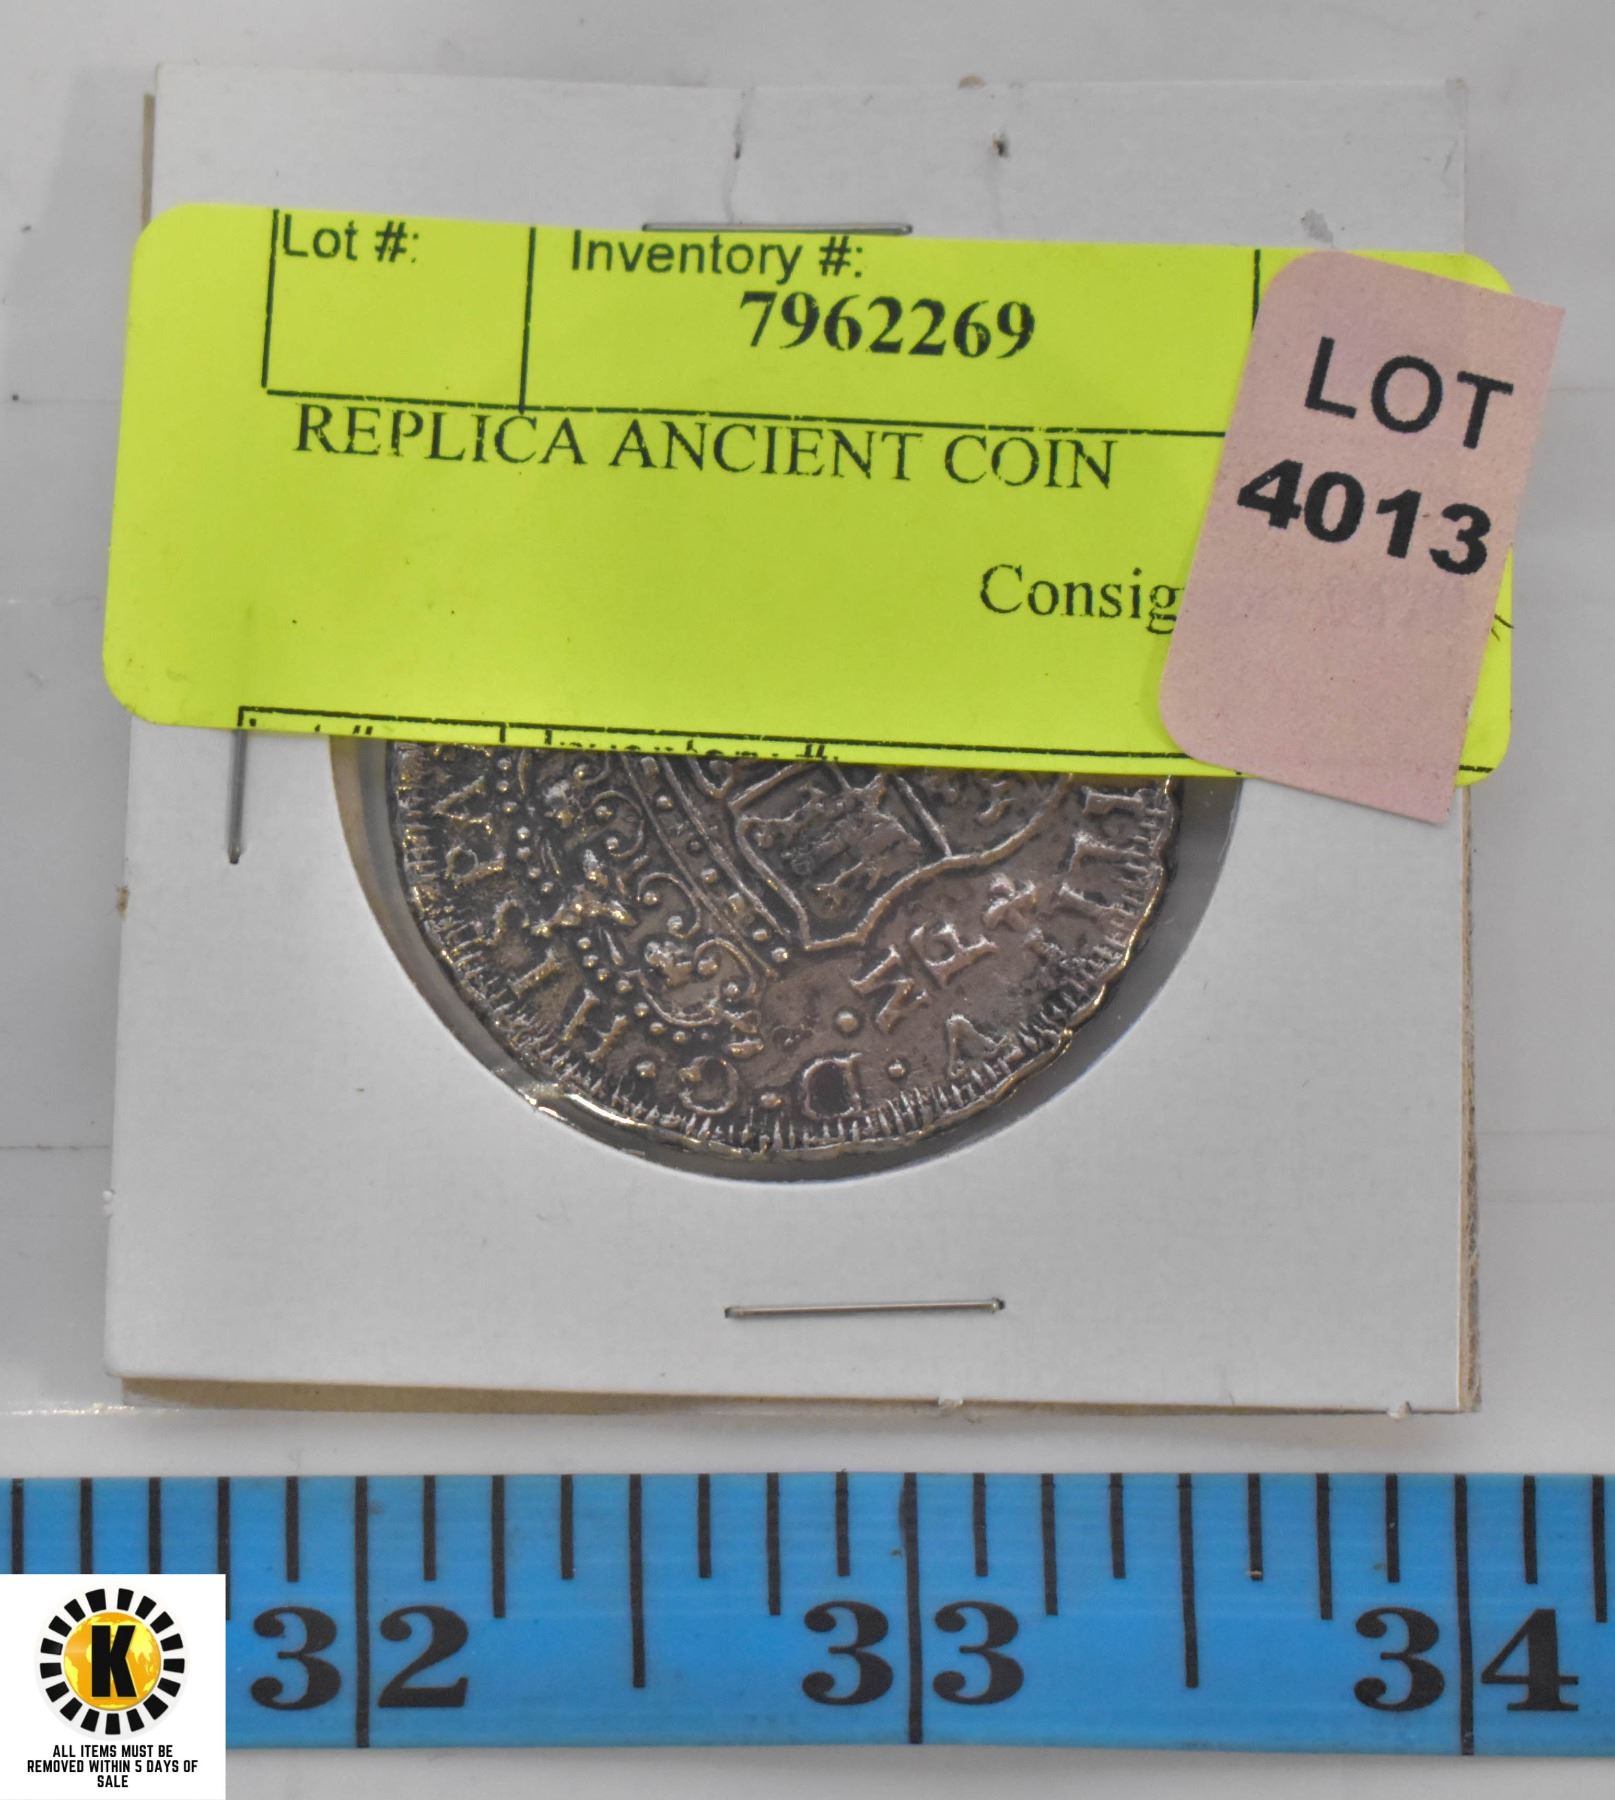 Lot #:
Inventory #:
7962269
REPLICA ANCIENT COIN
Consig
LOT
4013
HISPA
V·D·G·
32
33
34
K
ALL ITEMS MUST BE
REMOVED WITHIN 5 DAYS OF
SALE